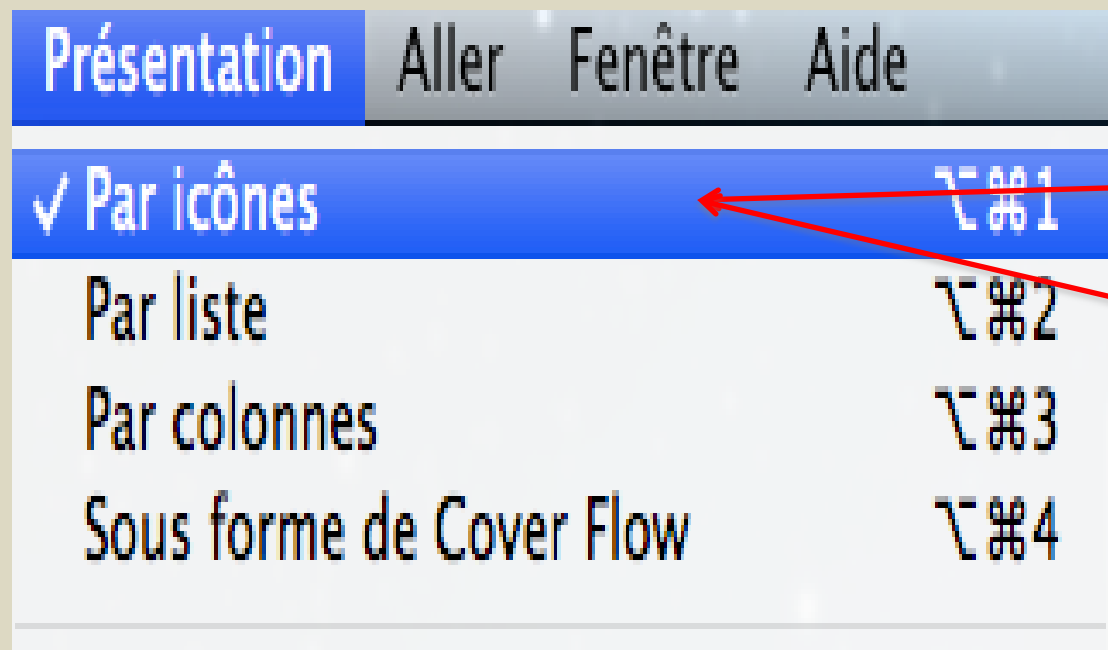 Présentation Aller Fenêtre Aide
✓ Par icônes ⌥⌘1
Par liste ⌥⌘2
Par colonnes ⌥⌘3
Sous forme de Cover Flow ⌥⌘4